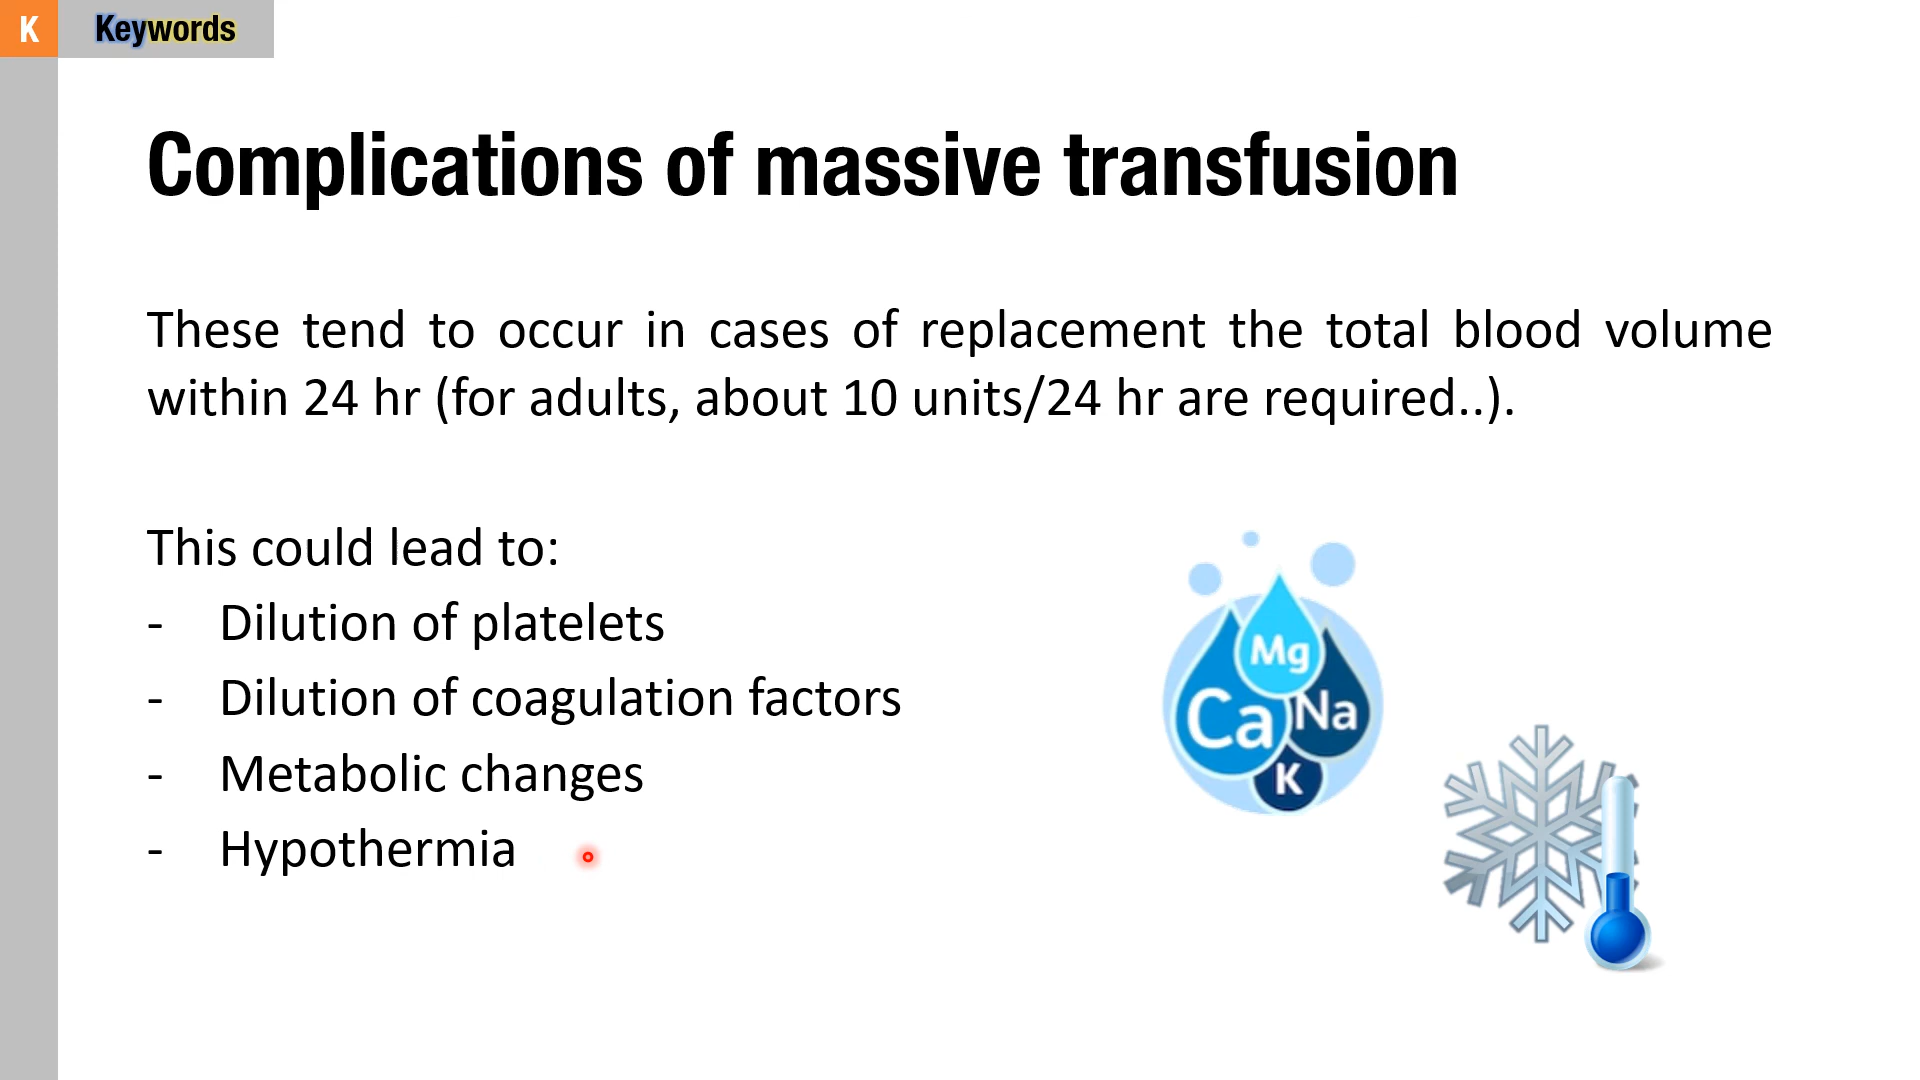 K
Keywords
Complications of massive transfusion
These tend to occur in cases of replacement the total blood volume
within 24 hr (for adults, about 10 units/24 hr are required..).
This could lead to:
- Dilution of platelets
- Dilution of coagulation factors
- Metabolic changes
- Hypothermia
Mg
Ca
Na
K